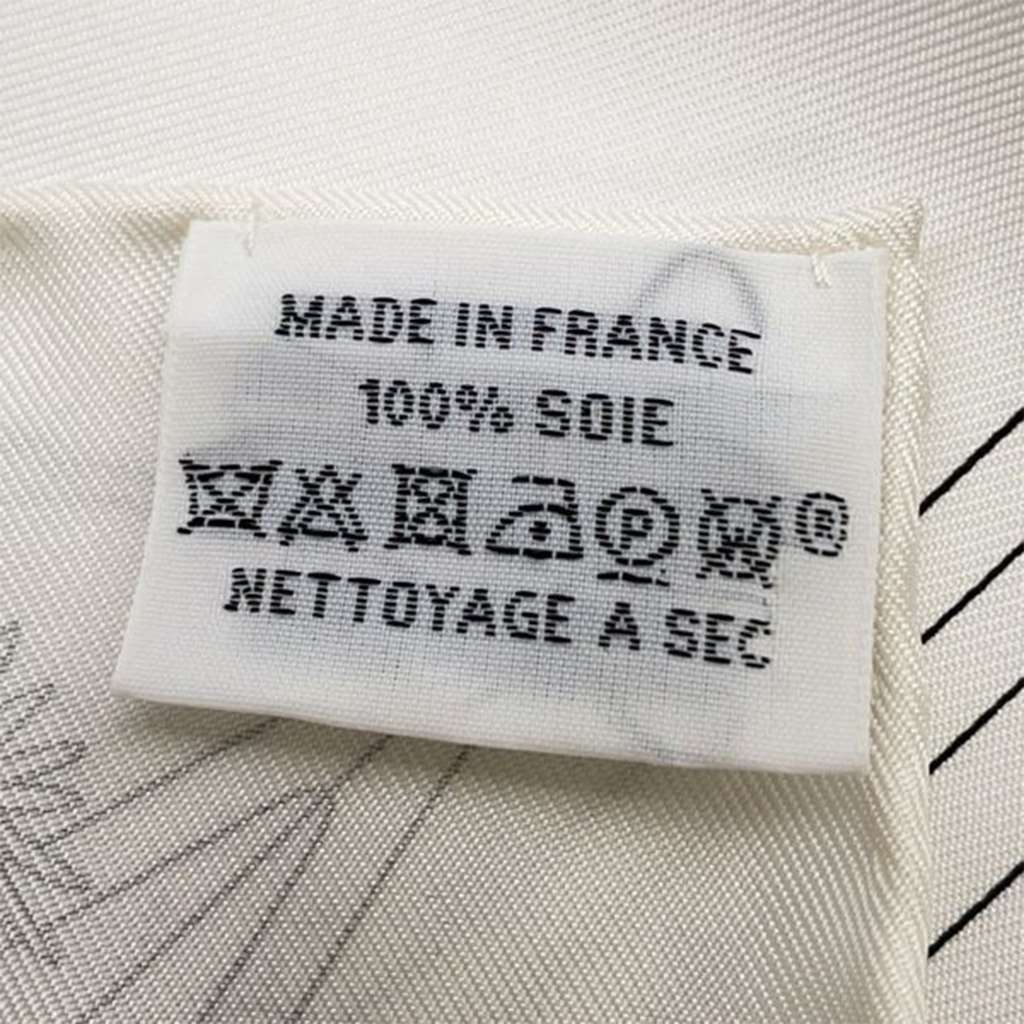 MADE IN FRANCE
100% SOIE
P ®
NETTOYAGE A SEC